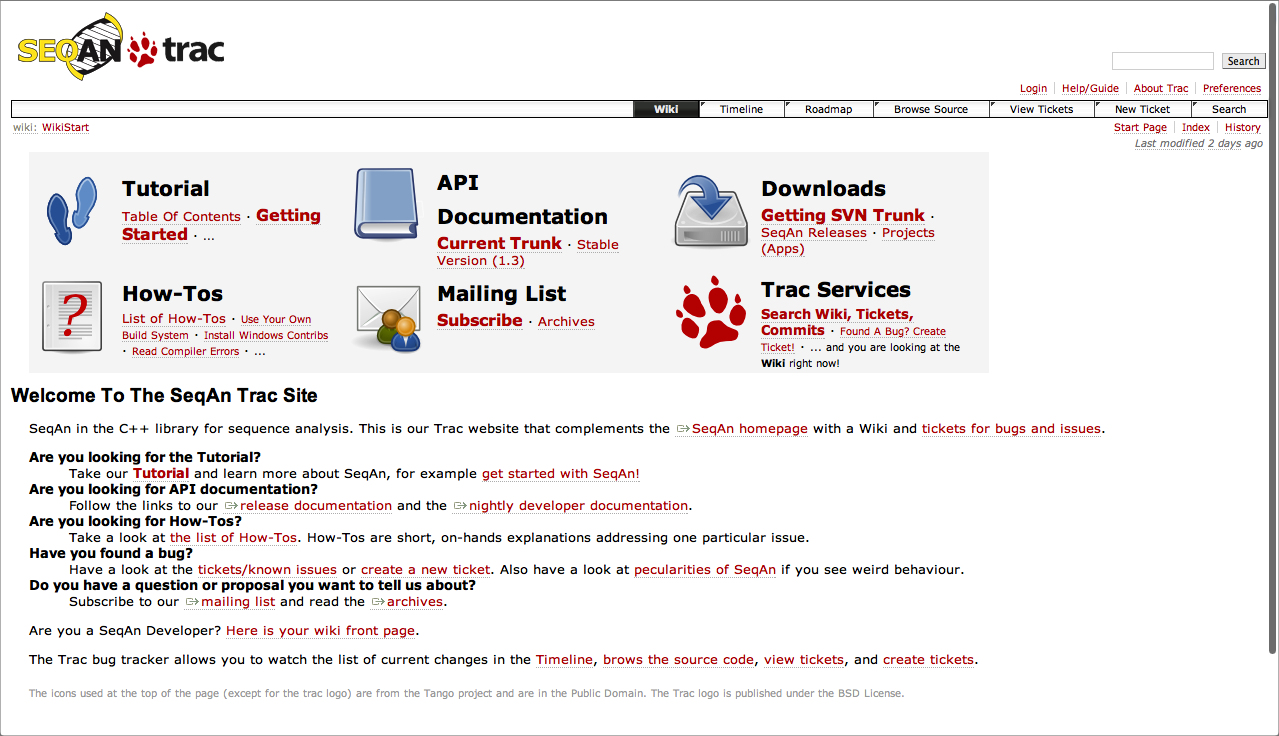 SEQAN trac
Search
Login Help/Guide About Trac Preferences
Wiki Timeline Roadmap Browse Source View Tickets New Ticket Search
wiki: WikiStart
Start Page Index History
Last modified 2 days ago
Tutorial
Table Of Contents · Getting
Started · ...
API
Documentation
Current Trunk · Stable
Version (1.3)
Downloads
Getting SVN Trunk ·
SeqAn Releases · Projects
(Apps)
?
How-Tos
List of How-Tos · Use Your Own
Build System · Install Windows Contribs
· Read Compiler Errors · ...
Mailing List
Subscribe · Archives
Trac Services
Search Wiki, Tickets,
Commits · Found A Bug? Create
Ticket! · ... and you are looking at the
Wiki right now!
Welcome To The SeqAn Trac Site
SeqAn in the C++ library for sequence analysis. This is our Trac website that complements the SeqAn homepage with a Wiki and tickets for bugs and issues.
Are you looking for the Tutorial?
Take our Tutorial and learn more about SeqAn, for example get started with SeqAn!
Are you looking for API documentation?
Follow the links to our release documentation and the nightly developer documentation.
Are you looking for How-Tos?
Take a look at the list of How-Tos. How-Tos are short, on-hands explanations addressing one particular issue.
Have you found a bug?
Have a look at the tickets/known issues or create a new ticket. Also have a look at pecularities of SeqAn if you see weird behaviour.
Do you have a question or proposal you want to tell us about?
Subscribe to our mailing list and read the archives.
Are you a SeqAn Developer? Here is your wiki front page.
The Trac bug tracker allows you to watch the list of current changes in the Timeline, brows the source code, view tickets, and create tickets.
The icons used at the top of the page (except for the trac logo) are from the Tango project and are in the Public Domain. The Trac logo is published under the BSD License.